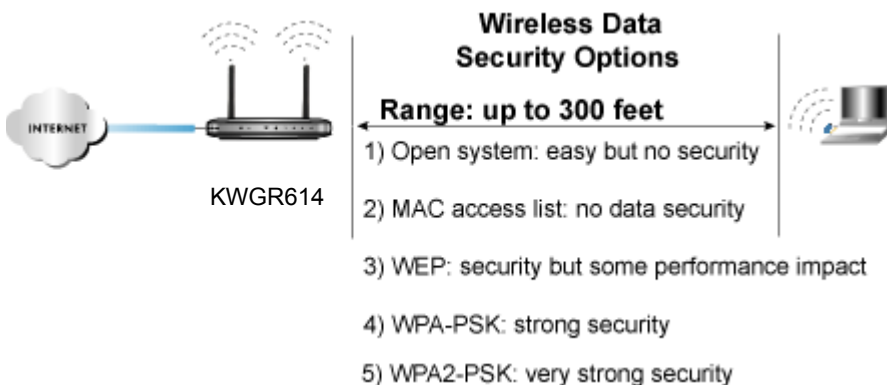 Wireless Data
Security Options
Range: up to 300 feet
INTERNET
KWGR614
1) Open system: easy but no security
2) MAC access list: no data security
3) WEP: security but some performance impact
4) WPA-PSK: strong security
5) WPA2-PSK: very strong security